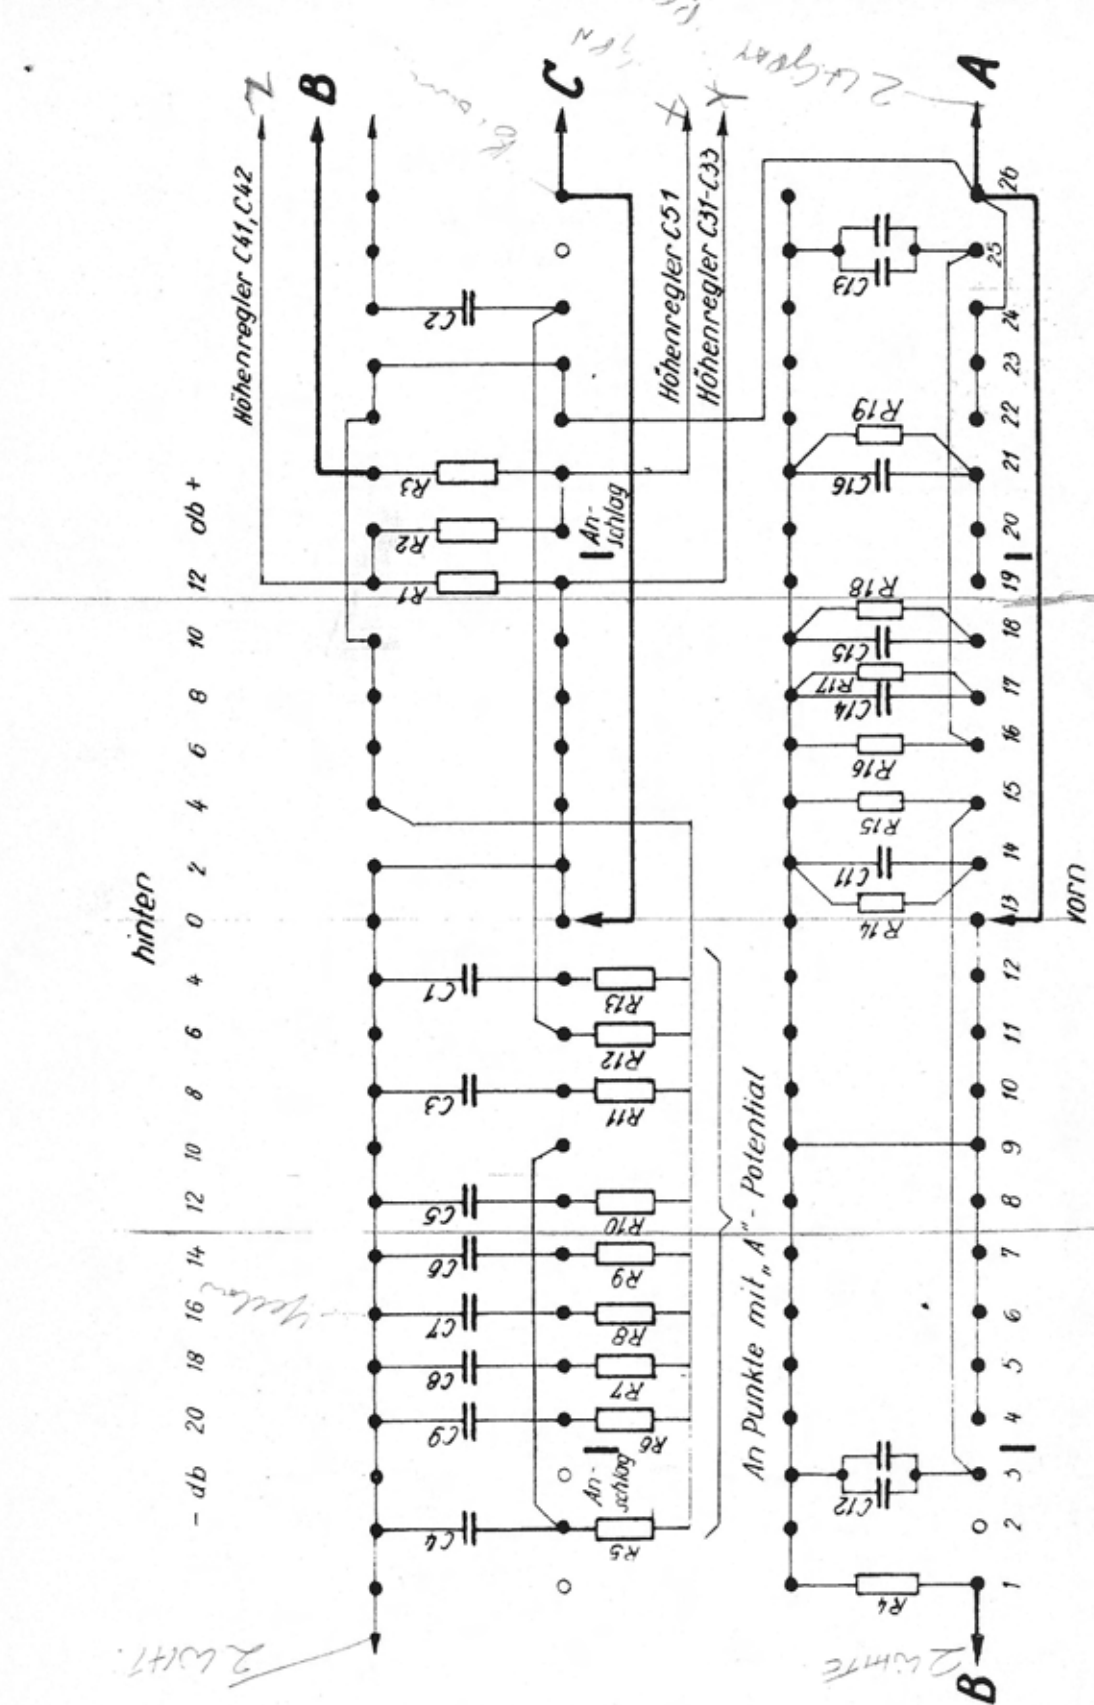 hinten
- db 20 18 16 14 12 10 8 6 4 0 2 4 6 8 10 12 db +
Höhenregler C41, C42
Z
B
C4 C9 C8 C7 C6 C5 C3 C1 R1 R2 R3 C2
C
An-
schlag
An-
schlag
R5 R6 R7 R8 R9 R10 R11 R12 R13
Höhenregler C51
X
Höhenregler C31-C33
Y
An Punkte mit „A"- Potential
R4 C12 R14 C11 R15 R16 C14 R17 C15 R18 C16 R19 C13
B
A
1 2 3 4 5 6 7 8 9 10 11 12 13 14 15 16 17 18 19 20 21 22 23 24 25 26
vorn
2 WHITE